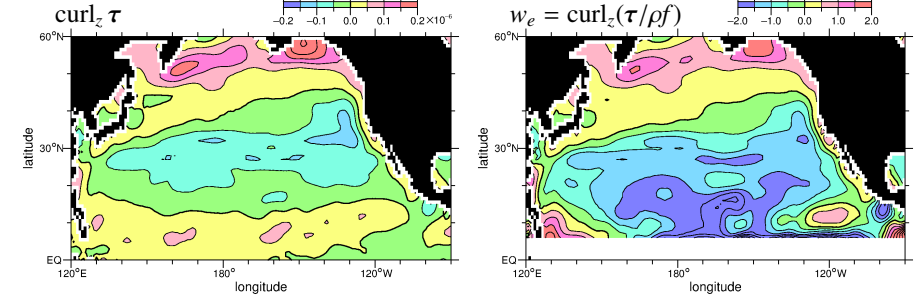 curl_z τ
−0.2 −0.1 0.0 0.1 0.2×10⁻⁶
w_e = curl_z(τ/ρf)
−2.0 −1.0 0.0 1.0 2.0
60°N
30°N
EQ
latitude
120°E 180° 120°W
longitude
60°N
30°N
EQ
latitude
120°E 180° 120°W
longitude